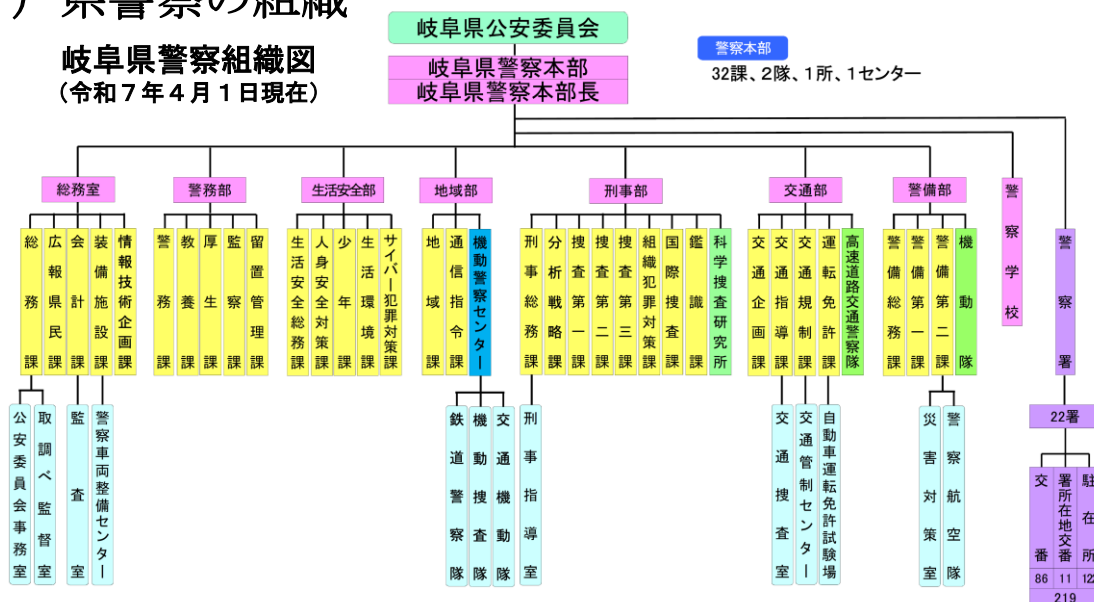 県警察の組織
岐阜県警察組織図
(令和7年4月1日現在)
岐阜県公安委員会
岐阜県警察本部
岐阜県警察本部長
警察本部
32課、2隊、1所、1センター
総務室
警務部
生活安全部
地域部
刑事部
交通部
警備部
警察学校
警察署
総務課
広報県民課
会計課
装備施設課
情報技術企画課
警務課
教養課
厚生課
監察課
留置管理課
生活安全総務課
人身安全対策課
少年課
生活環境課
サイバー犯罪対策課
地域課
通信指令課
機動警察センター
刑事総務課
分析戦略課
捜査第一課
捜査第二課
捜査第三課
組織犯罪対策課
国際捜査課
鑑識課
科学捜査研究所
交通企画課
交通指導課
交通規制課
運転免許課
高速道路交通警察隊
警備総務課
警備第一課
警備第二課
機動隊
公安委員会事務室
取調べ監督室
監査室
警察車両整備センター
鉄道警察隊
機動捜査隊
交通機動隊
刑事指導室
交通捜査室
交通管制センター
自動車運転免許試験場
災害対策室
警察航空隊
22署
交番
署所在地交番
駐在所
86
11
122
219